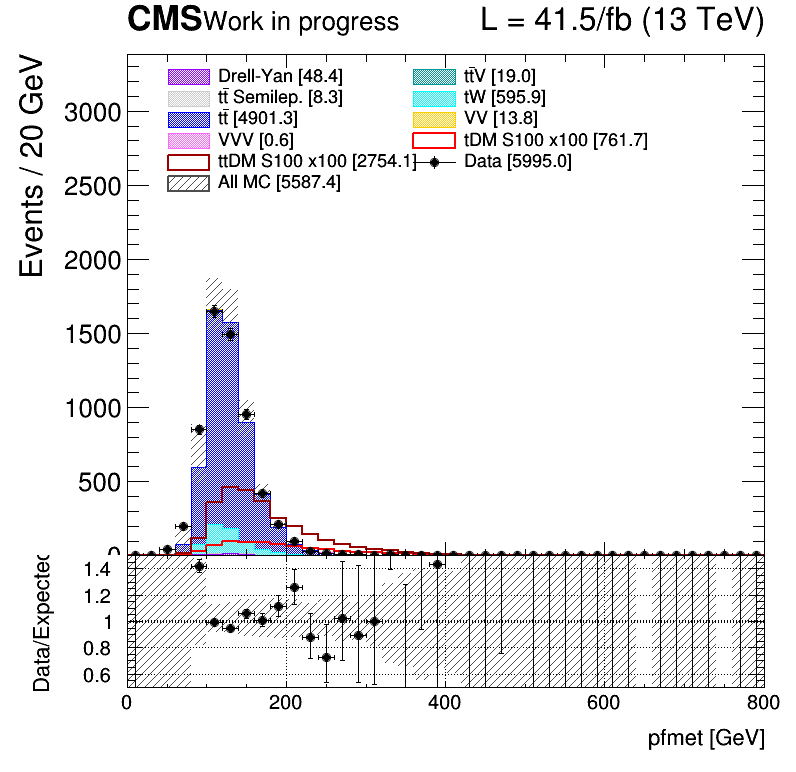 CMS Work in progress L = 41.5/fb (13 TeV)
Events / 20 GeV
3000
2500
2000
1500
1000
500
0
Drell-Yan [48.4] tt̄V [19.0]
tt̄ Semilep. [8.3] tW [595.9]
tt̄ [4901.3] VV [13.8]
VVV [0.6] tDM S100 x100 [761.7]
ttDM S100 x100 [2754.1] Data [5995.0]
All MC [5587.4]
Data/Expected
1.4
1.2
1
0.8
0.6
0 200 400 600 800
pfmet [GeV]